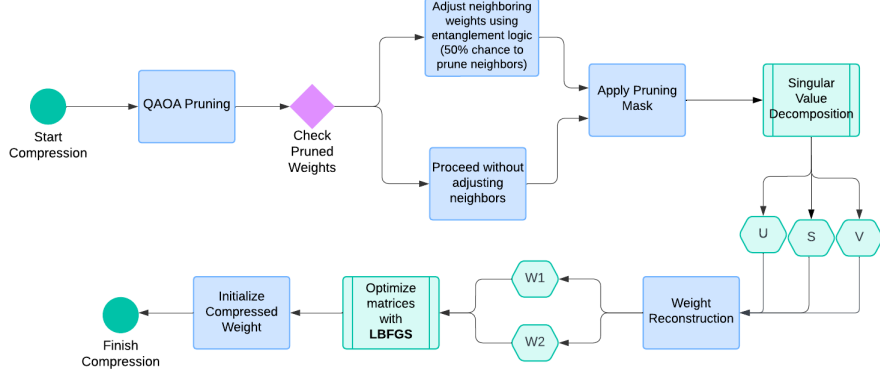 Adjust neighboring
weights using
entanglement logic
(50% chance to
prune neighbors)
QAOA Pruning
Start
Compression
Check
Pruned
Weights
Apply Pruning
Mask
Singular
Value
Decomposition
Proceed without
adjusting
neighbors
U
S
V
W1
W2
Weight
Reconstruction
Optimize
matrices
with
LBFGS
Initialize
Compressed
Weight
Finish
Compression